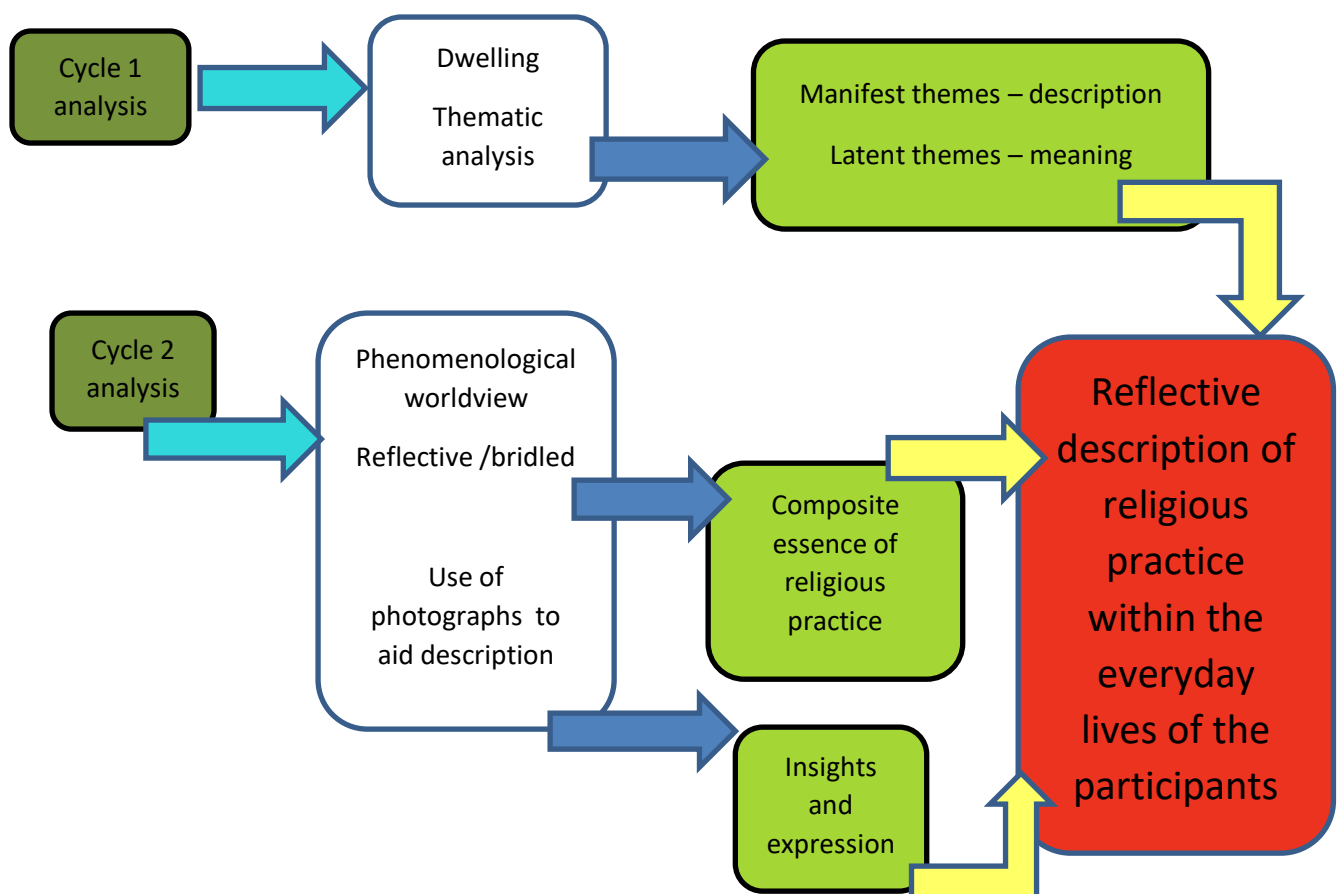 Cycle 1
analysis
Dwelling
Thematic
analysis
Manifest themes – description
Latent themes – meaning
Cycle 2
analysis
Phenomenological
worldview
Reflective /bridled
Use of
photographs to
aid description
Composite
essence of
religious
practice
Insights
and
expression
Reflective
description of
religious
practice
within the
everyday
lives of the
participants